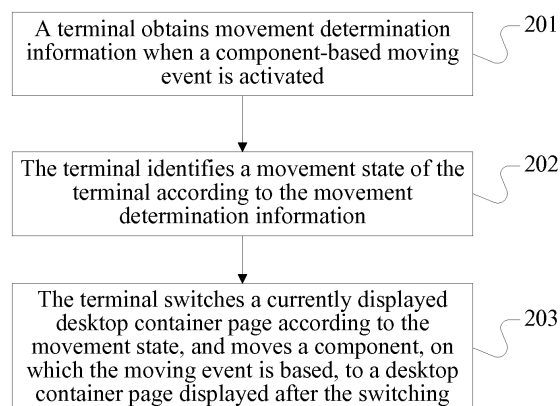 A terminal obtains movement determination
information when a component-based moving
event is activated
201
The terminal identifies a movement state of the
terminal according to the movement
determination information
202
The terminal switches a currently displayed
desktop container page according to the
movement state, and moves a component, on
which the moving event is based, to a desktop
container page displayed after the switching
203